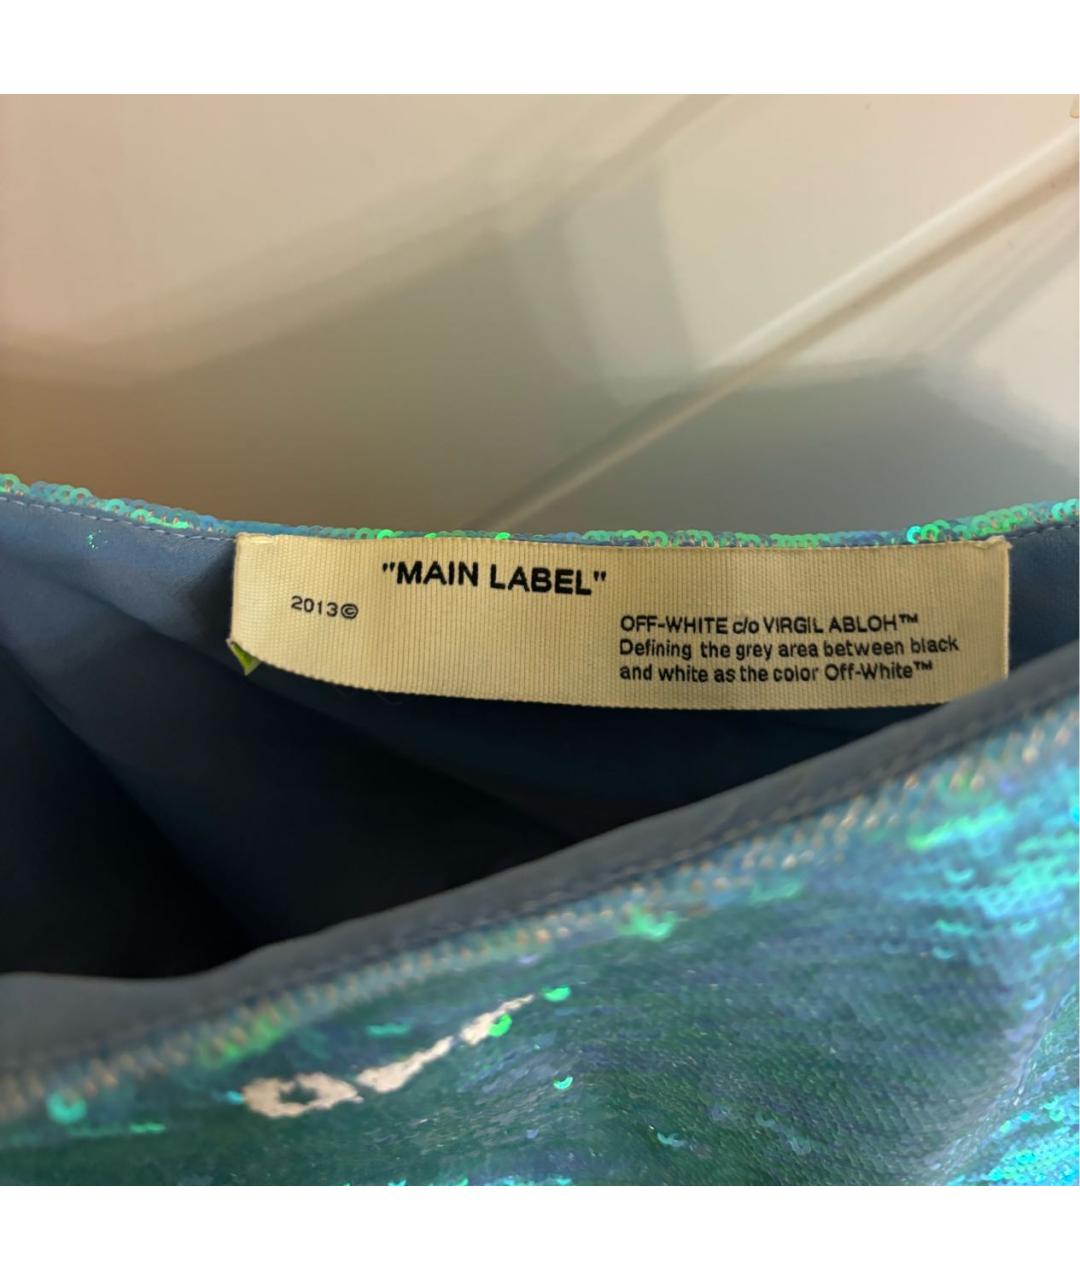 "MAIN LABEL"
2013©
OFF-WHITE c/o VIRGIL ABLOH™
Defining the grey area between black
and white as the color Off-White™